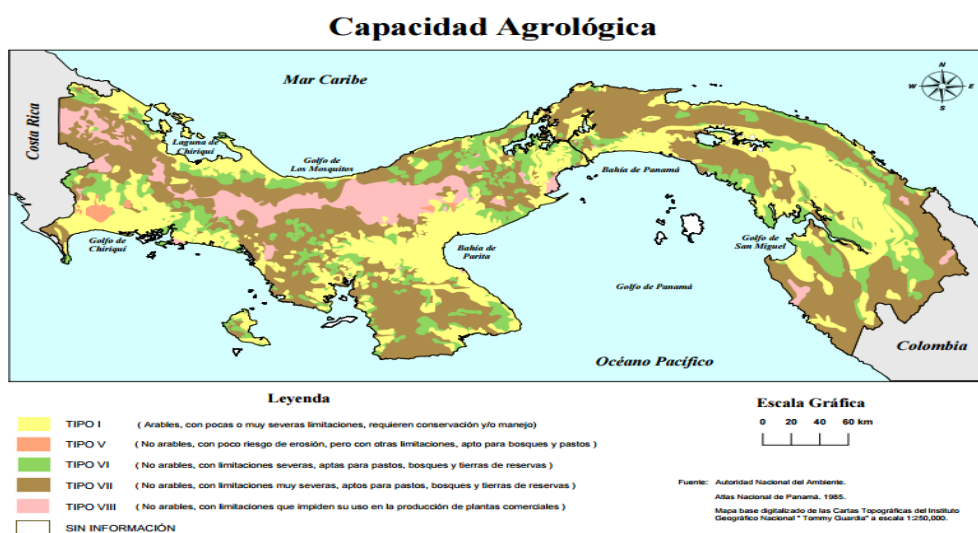 Capacidad Agrológica
Mar Caribe
N
W E
S
Costa Rica
Laguna de
Chiriquí
Golfo de
Los Mosquitos
Bahía de Panamá
Golfo de
Chiriquí
Bahía de
Parita
Golfo de
San Miguel
Golfo de Panamá
Colombia
Océano Pacífico
Leyenda
TIPO I ( Arables, con pocas o muy severas limitaciones, requieren conservación y/o manejo)
TIPO V ( No arables, con poco riesgo de erosión, pero con otras limitaciones, apto para bosques y pastos )
TIPO VI ( No arables, con limitaciones severas, aptas para pastos, bosques y tierras de reservas )
TIPO VII ( No arables, con limitaciones muy severas, aptos para pastos, bosques y tierras de reservas )
TIPO VIII ( No arables, con limitaciones que impiden su uso en la producción de plantas comerciales )
SIN INFORMACIÓN
Escala Gráfica
0 20 40 60 km
Fuente: Autoridad Nacional del Ambiente.
Atlas Nacional de Panamá. 1985.
Mapa base digitalizado de las Cartas Topográficas del Instituto
Geográfico Nacional " Tommy Guardia" a escala 1:250,000.